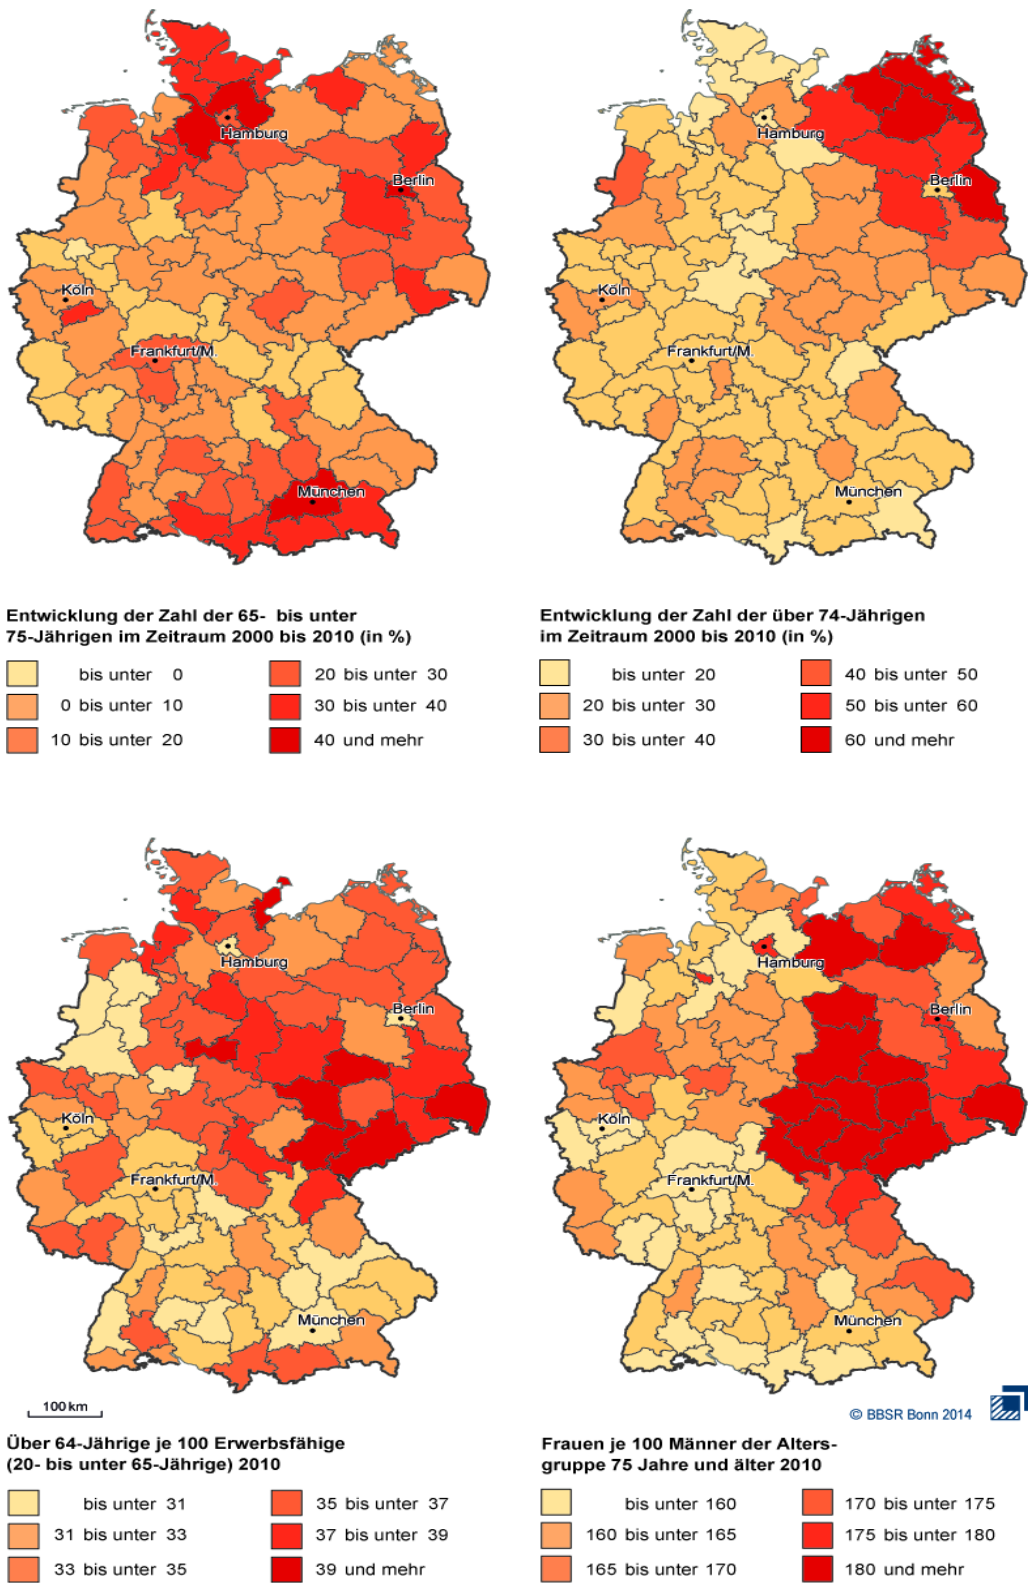 Hamburg
Berlin
Köln
Frankfurt/M.
München
Hamburg
Berlin
Köln
Frankfurt/M.
München
Entwicklung der Zahl der 65- bis unter
75-Jährigen im Zeitraum 2000 bis 2010 (in %)
bis unter 0
0 bis unter 10
10 bis unter 20
20 bis unter 30
30 bis unter 40
40 und mehr
Entwicklung der Zahl der über 74-Jährigen
im Zeitraum 2000 bis 2010 (in %)
bis unter 20
20 bis unter 30
30 bis unter 40
40 bis unter 50
50 bis unter 60
60 und mehr
Hamburg
Berlin
Köln
Frankfurt/M.
München
Hamburg
Berlin
Köln
Frankfurt/M.
München
100 km
© BBSR Bonn 2014
Über 64-Jährige je 100 Erwerbsfähige
(20- bis unter 65-Jährige) 2010
bis unter 31
31 bis unter 33
33 bis unter 35
35 bis unter 37
37 bis unter 39
39 und mehr
Frauen je 100 Männer der Alters-
gruppe 75 Jahre und älter 2010
bis unter 160
160 bis unter 165
165 bis unter 170
170 bis unter 175
175 bis unter 180
180 und mehr